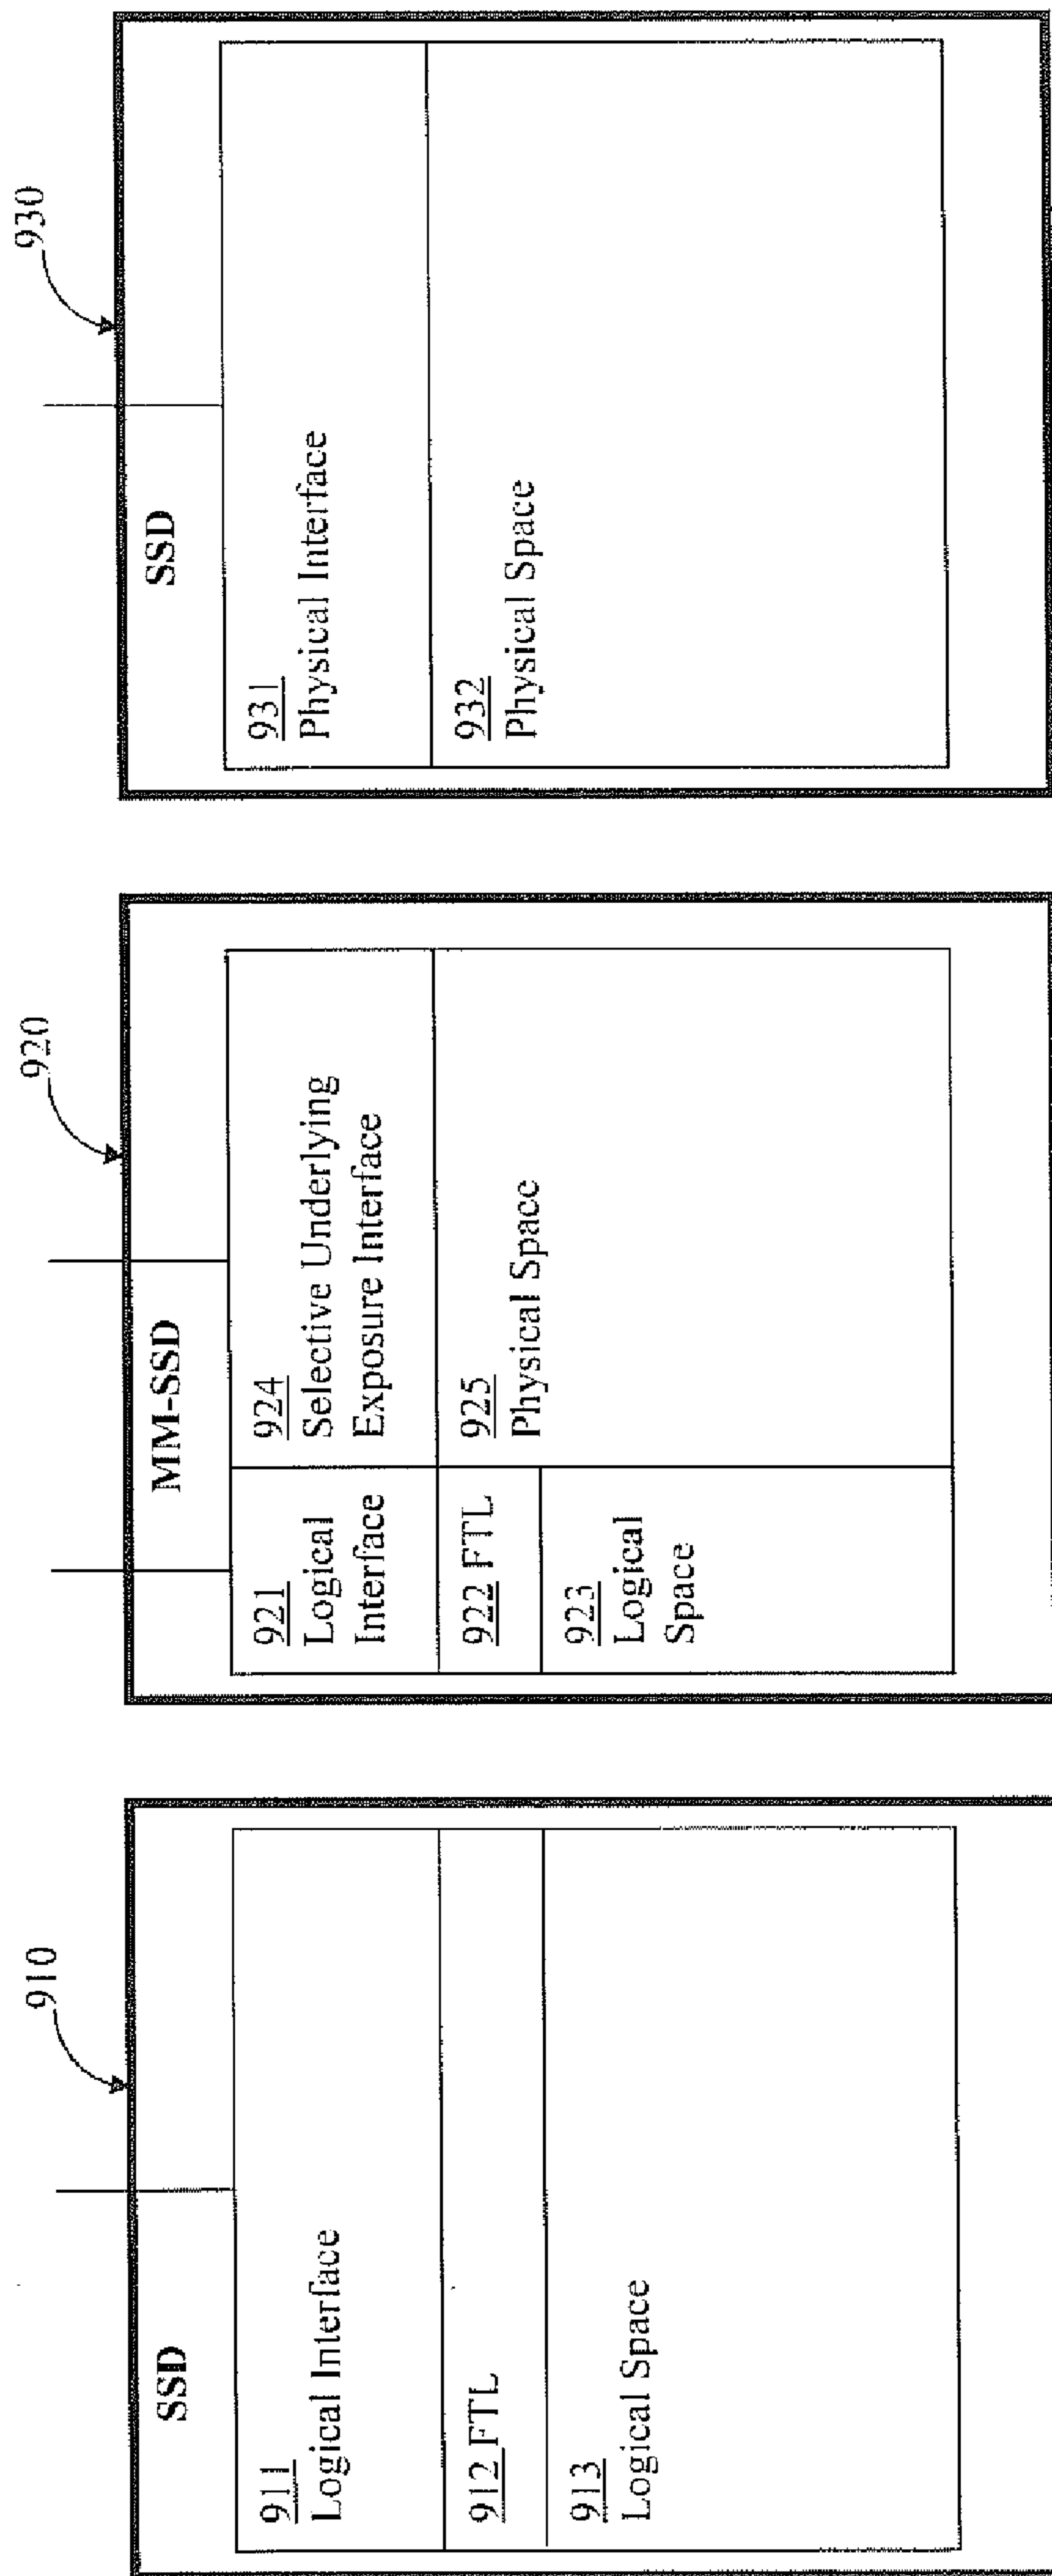 910
SSD
911
Logical Interface
912 FTL
913
Logical Space
920
MM-SSD
921
Logical
Interface
922 FTL
923
Logical
Space
924
Selective Underlying
Exposure Interface
925
Physical Space
930
SSD
931
Physical Interface
932
Physical Space